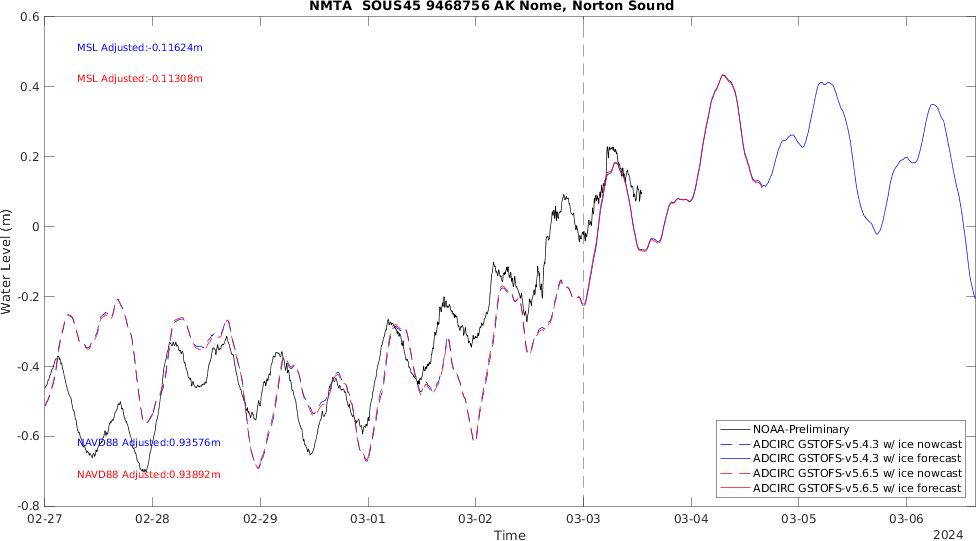 NMTA SOUS45 9468756 AK Nome, Norton Sound
0.6
MSL Adjusted:-0.11624m
MSL Adjusted:-0.11308m
0.4
0.2
0
-0.2
-0.4
-0.6
-0.8
Water Level (m)
NAVD88 Adjusted:0.93576m
NAVD88 Adjusted:0.93892m
NOAA-Preliminary
ADCIRC GSTOFS-v5.4.3 w/ ice nowcast
ADCIRC GSTOFS-v5.4.3 w/ ice forecast
ADCIRC GSTOFS-v5.6.5 w/ ice nowcast
ADCIRC GSTOFS-v5.6.5 w/ ice forecast
02-27 02-28 02-29 03-01 03-02 03-03 03-04 03-05 03-06
Time
2024